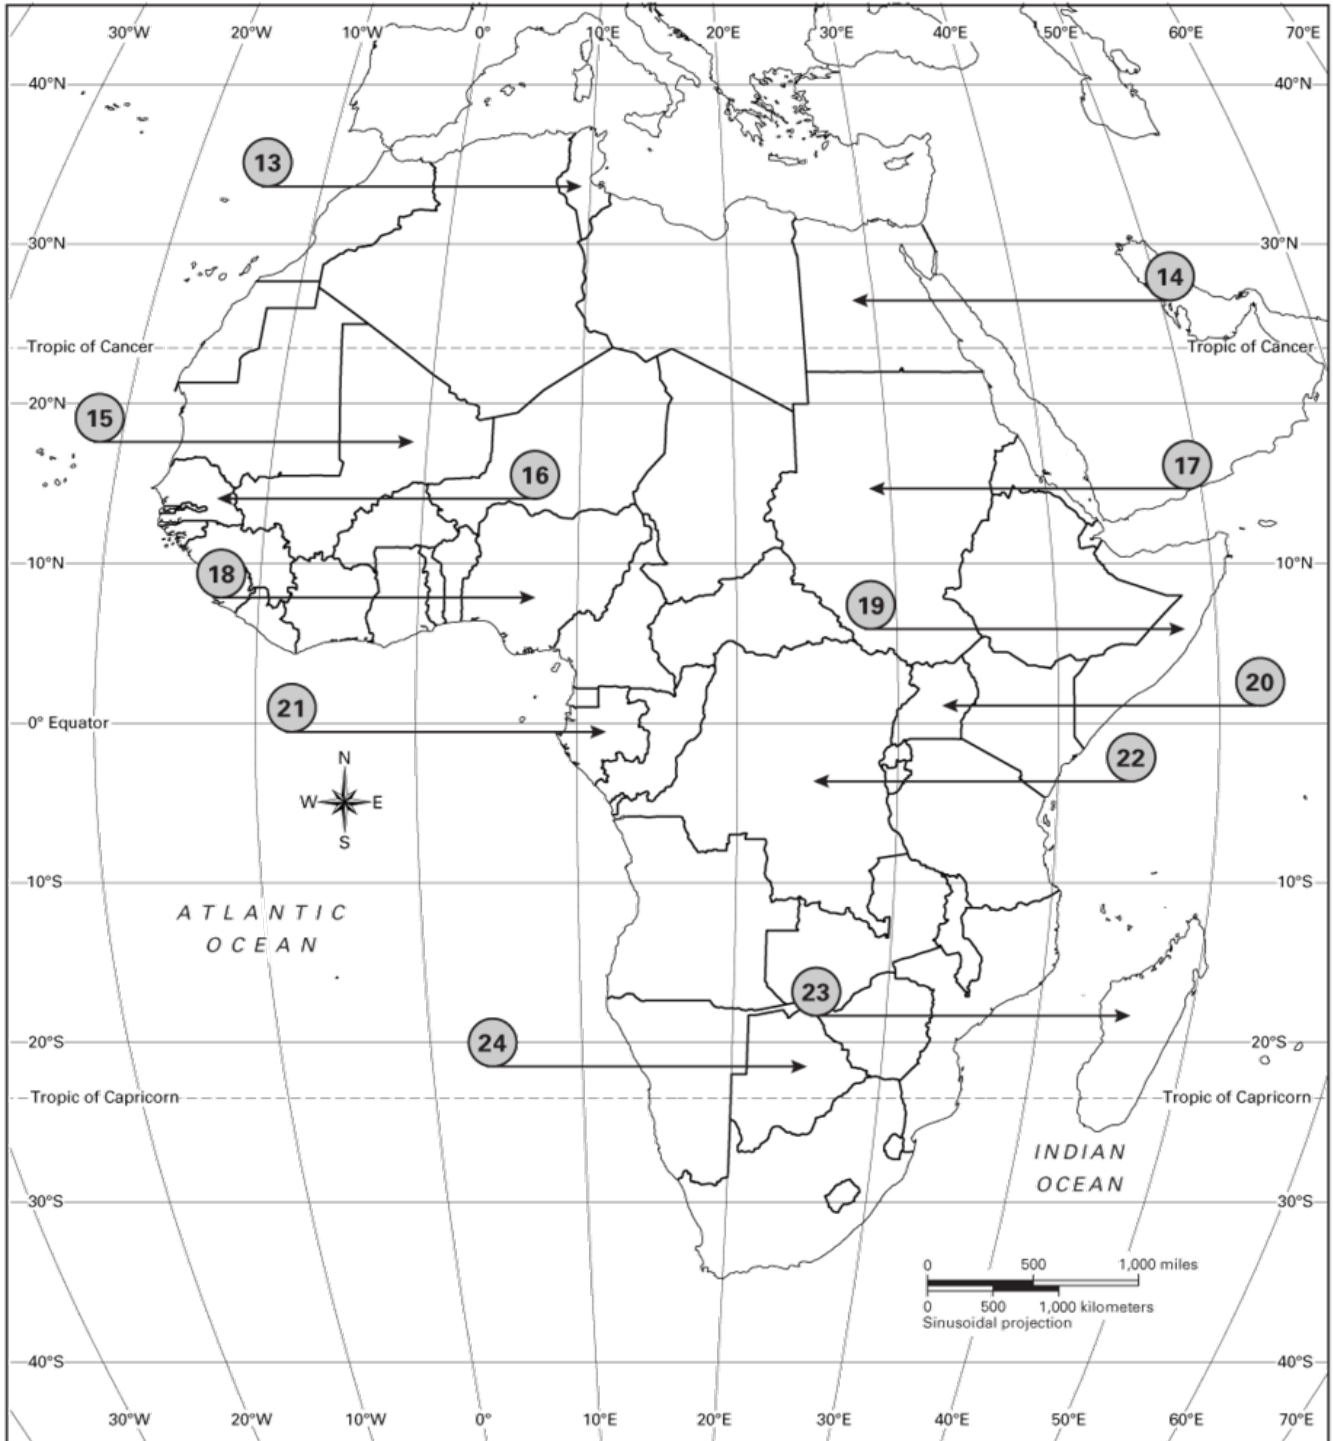 30°W 20°W 10°W 0° 10°E 20°E 30°E 40°E 50°E 60°E 70°E
40°N 40°N
13
30°N 30°N
14
Tropic of Cancer Tropic of Cancer
20°N 20°N
15
16
17
10°N 10°N
18
19
20
21
0° Equator
22
N
W E
S
10°S 10°S
ATLANTIC
OCEAN
23
24
20°S 20°S
Tropic of Capricorn Tropic of Capricorn
INDIAN
OCEAN
30°S 30°S
0 500 1,000 miles
0 500 1,000 kilometers
Sinusoidal projection
40°S 40°S
30°W 20°W 10°W 0° 10°E 20°E 30°E 40°E 50°E 60°E 70°E